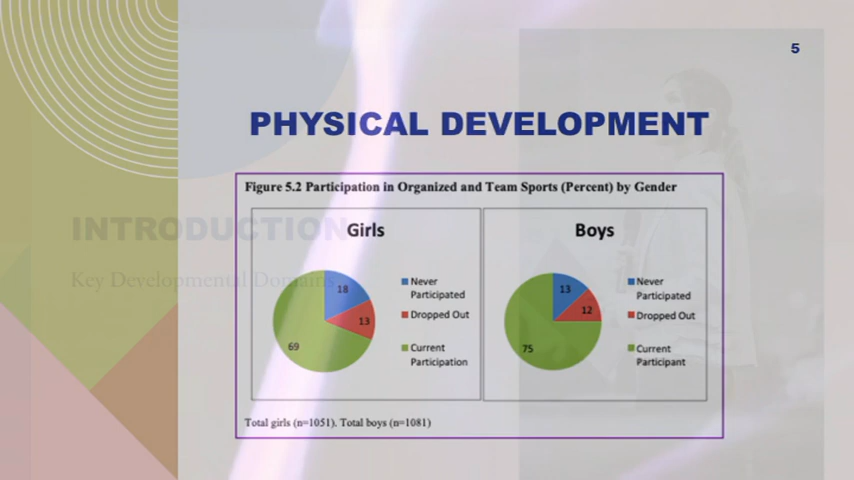 5
PHYSICAL DEVELOPMENT
Figure 5.2 Participation in Organized and Team Sports (Percent) by Gender
INTRODUCTION
Key Developmental Domains
Girls
18
13
69
Never
Participated
Dropped Out
Current
Participation
Boys
13
12
75
Never
Participated
Dropped Out
Current
Participant
Total girls (n=1051). Total boys (n=1081)